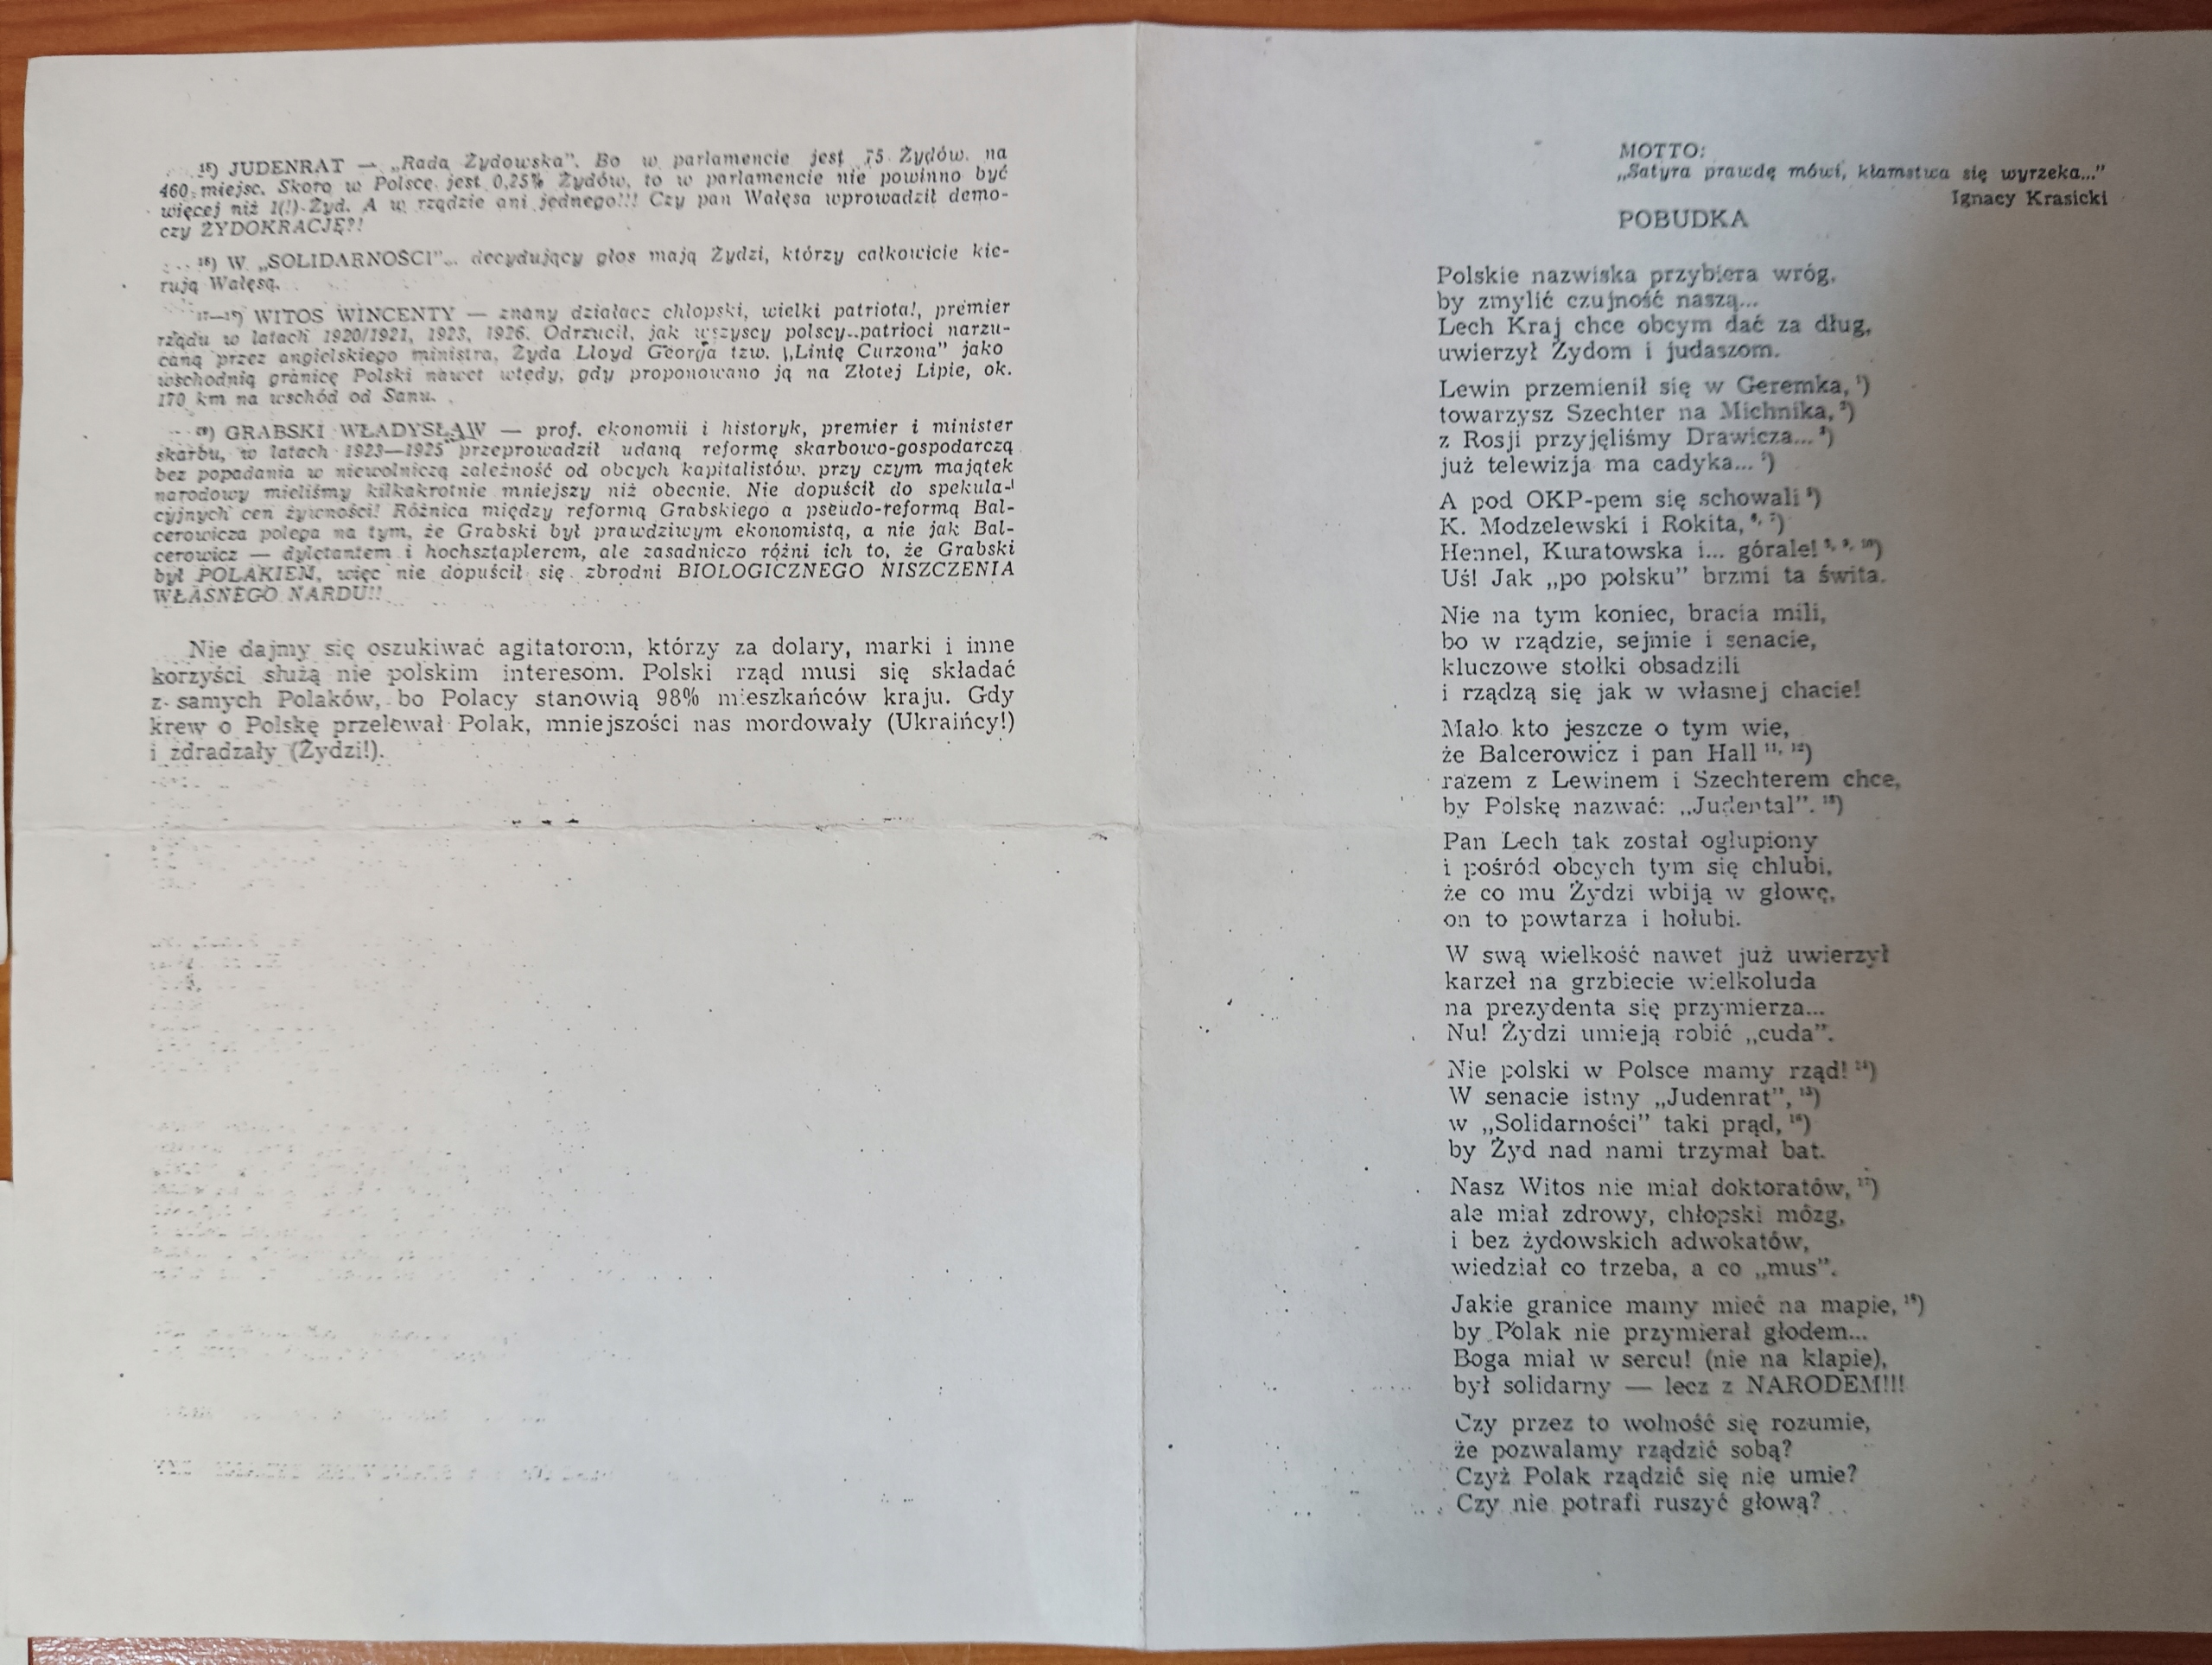 15) JUDENRAT — „Rada Żydowska”. Bo w parlamencie jest 75 Żydów na
460 miejsc. Skoro w Polsce jest 0,25% Żydów, to w parlamencie nie powinno być
więcej niż 1(!) Żyd. A w rządzie ani jednego!!! Czy pan Wałęsa wprowadził demo-
czy ŻYDOKRACJĘ?!
16) W „SOLIDARNOŚCI”... decydujący głos mają Żydzi, którzy całkowicie kie-
rują Wałęsą.
WITOS WINCENTY — znany działacz chłopski, wielki patriota!, premier
rządu w latach 1920/1921, 1923, 1926. Odrzucił, jak wszyscy polscy patrioci narzu-
caną przez angielskiego ministra, Żyda Lloyd Georga tzw. „Linię Curzona” jako
wschodnią granicę Polski nawet wtedy, gdy proponowano ją na Złotej Lipie, ok.
170 km na wschód od Sanu.
GRABSKI WŁADYSŁAW — prof. ekonomii i historyk, premier i minister
skarbu, w latach 1923—1925 przeprowadził udaną reformę skarbowo-gospodarczą
bez popadania w niewolniczą zależność od obcych kapitalistów, przy czym majątek
narodowy mieliśmy kilkakrotnie mniejszy niż obecnie. Nie dopuścił do spekula-
cyjnych cen żywności! Różnica między reformą Grabskiego a pseudo-reformą Bal-
cerowicza polega na tym, że Grabski był prawdziwym ekonomistą, a nie jak Bal-
cerowicz — dyletantem i hochsztaplerem, ale zasadniczo różni ich to, że Grabski
był POLAKIEM, więc nie dopuścił się zbrodni BIOLOGICZNEGO NISZCZENIA
WŁASNEGO NARDU!!
Nie dajmy się oszukiwać agitatorom, którzy za dolary, marki i inne
korzyści służą nie polskim interesom. Polski rząd musi się składać
z samych Polaków, bo Polacy stanowią 98% mieszkańców kraju. Gdy
krew o Polskę przelewał Polak, mniejszości nas mordowały (Ukraińcy!)
i zdradzały (Żydzi!).
MOTTO:
„Satyra prawdę mówi, kłamstwa się wyrzeka...”
Ignacy Krasicki
POBUDKA
Polskie nazwiska przybiera wróg,
by zmylić czujność naszą...
Lech Kraj chce obcym dać za dług,
uwierzył Żydom i judaszom.
Lewin przemienił się w Geremka, 1)
towarzysz Szechter na Michnika, 2)
z Rosji przyjęliśmy Drawicza... 3)
już telewizja ma cadyka... 4)
A pod OKP-pem się schowali 5)
K. Modzelewski i Rokita, 6, 7)
Hennel, Kuratowska i... górale! 8, 9, 10)
Uś! Jak „po polsku” brzmi ta świta.
Nie na tym koniec, bracia mili,
bo w rządzie, sejmie i senacie,
kluczowe stołki obsadzili
i rządzą się jak w własnej chacie!
Mało kto jeszcze o tym wie,
że Balcerowicz i pan Hall 11, 12)
razem z Lewinem i Szechterem chce,
by Polskę nazwać: „Judental”. 13)
Pan Lech tak został ogłupiony
i pośród obcych tym się chlubi,
że co mu Żydzi wbiją w głowę,
on to powtarza i hołubi.
W swą wielkość nawet już uwierzył
karzeł na grzbiecie wielkoluda
na prezydenta się przymierza...
Nu! Żydzi umieją robić „cuda”.
Nie polski w Polsce mamy rząd! 14)
W senacie istny „Judenrat”, 15)
w „Solidarności” taki prąd, 16)
by Żyd nad nami trzymał bat.
Nasz Witos nie miał doktoratów, 17)
ale miał zdrowy, chłopski mózg,
i bez żydowskich adwokatów,
wiedział co trzeba, a co „mus”.
Jakie granice mamy mieć na mapie, 18)
by Polak nie przymierał głodem...
Boga miał w sercu! (nie na klapie),
był solidarny — lecz z NARODEM!!!
Czy przez to wolność się rozumie,
że pozwalamy rządzić sobą?
Czyż Polak rządzić się nie umie?
Czy nie potrafi ruszyć głową?